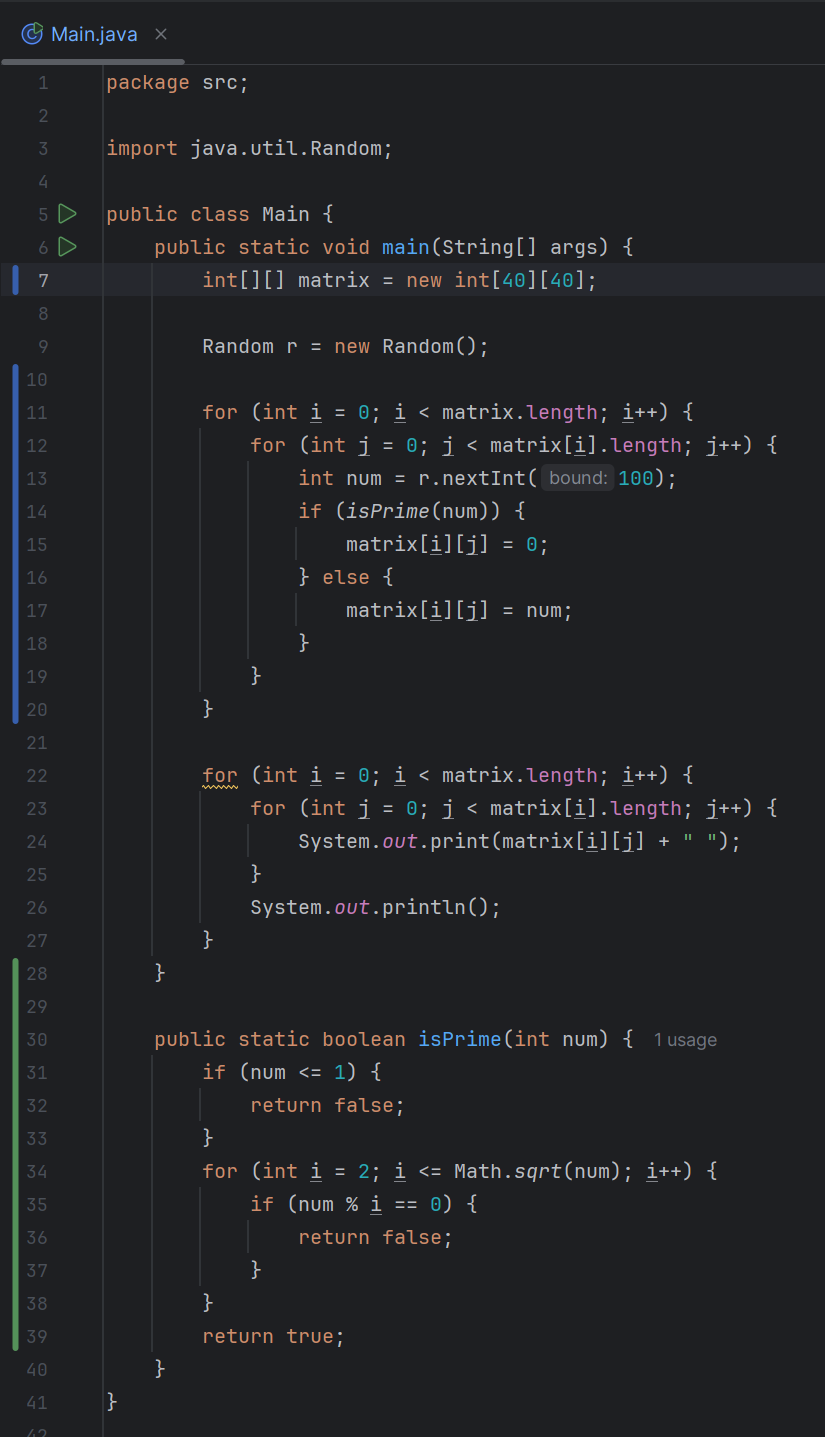 Main.java
1 package src;
2
3 import java.util.Random;
4
5 public class Main {
6     public static void main(String[] args) {
7         int[][] matrix = new int[40][40];
8
9         Random r = new Random();
10
11         for (int i = 0; i < matrix.length; i++) {
12             for (int j = 0; j < matrix[i].length; j++) {
13                 int num = r.nextInt( bound: 100);
14                 if (isPrime(num)) {
15                     matrix[i][j] = 0;
16                 } else {
17                     matrix[i][j] = num;
18                 }
19             }
20         }
21
22         for (int i = 0; i < matrix.length; i++) {
23             for (int j = 0; j < matrix[i].length; j++) {
24                 System.out.print(matrix[i][j] + " ");
25             }
26             System.out.println();
27         }
28     }
29
30     public static boolean isPrime(int num) { 1 usage
31         if (num <= 1) {
32             return false;
33         }
34         for (int i = 2; i <= Math.sqrt(num); i++) {
35             if (num % i == 0) {
36                 return false;
37             }
38         }
39         return true;
40     }
41 }
42